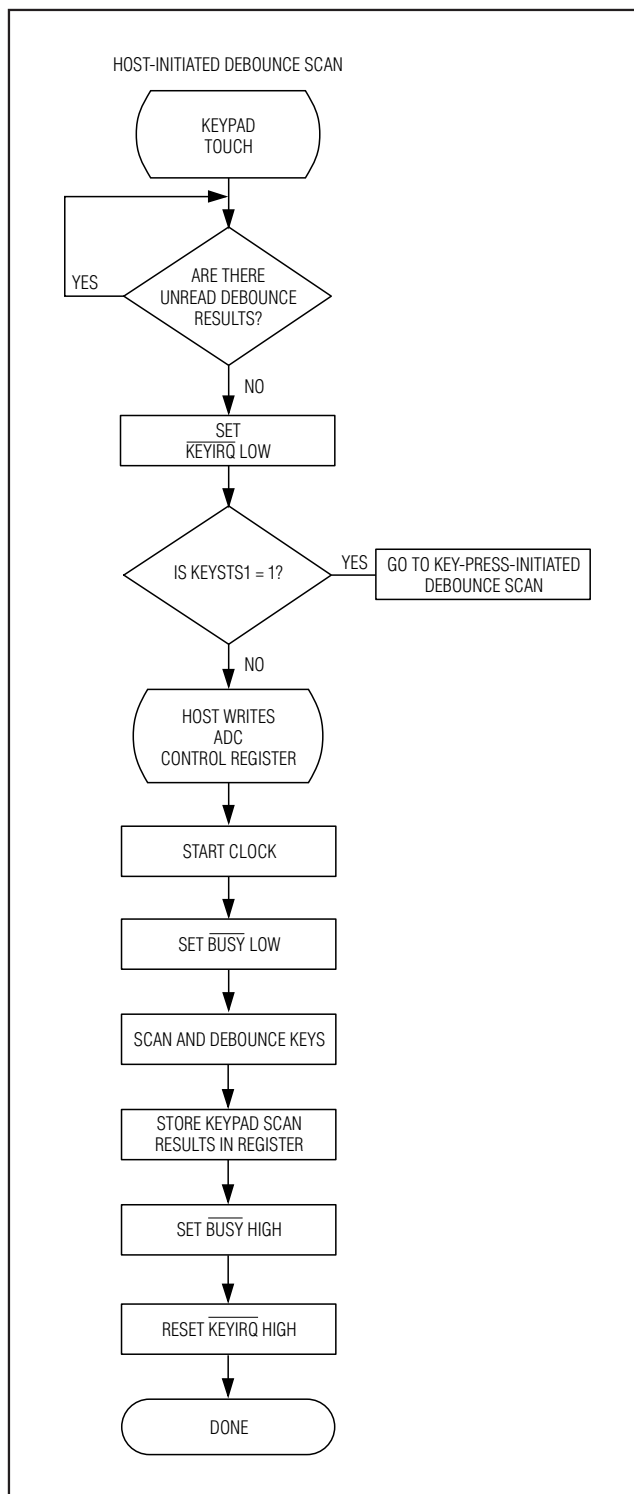 HOST-INITIATED DEBOUNCE SCAN
KEYPAD
TOUCH
YES
ARE THERE
UNREAD DEBOUNCE
RESULTS?
NO
SET
KEYIRQ LOW
IS KEYSTS1 = 1?
YES
GO TO KEY-PRESS-INITIATED
DEBOUNCE SCAN
NO
HOST WRITES
ADC
CONTROL REGISTER
START CLOCK
SET BUSY LOW
SCAN AND DEBOUNCE KEYS
STORE KEYPAD SCAN
RESULTS IN REGISTER
SET BUSY HIGH
RESET KEYIRQ HIGH
DONE